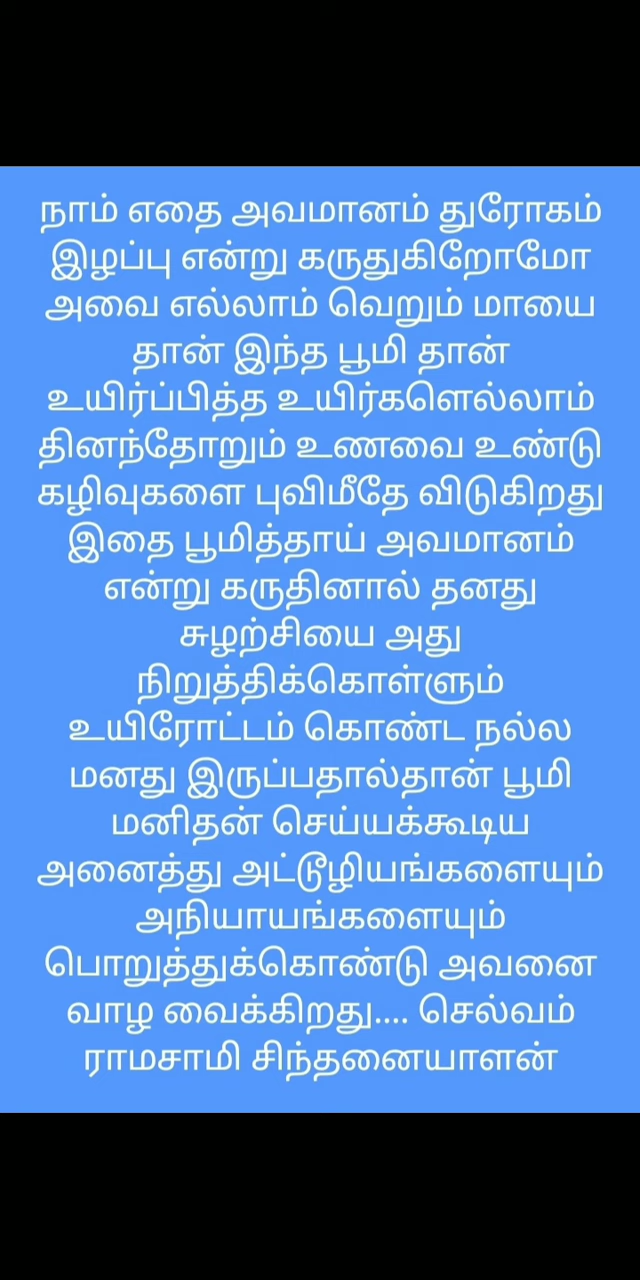 நாம் எதை அவமானம் துரோகம்
இழப்பு என்று கருதுகிறோமோ
அவை எல்லாம் வெறும் மாயை
தான் இந்த பூமி தான்
உயிர்ப்பித்த உயிர்களெல்லாம்
தினந்தோறும் உணவை உண்டு
கழிவுகளை புவிமீதே விடுகிறது
இதை பூமித்தாய் அவமானம்
என்று கருதினால் தனது
சுழற்சியை அது
நிறுத்திக்கொள்ளும்
உயிரோட்டம் கொண்ட நல்ல
மனது இருப்பதால்தான் பூமி
மனிதன் செய்யக்கூடிய
அனைத்து அட்டூழியங்களையும்
அநியாயங்களையும்
பொறுத்துக்கொண்டு அவனை
வாழ வைக்கிறது.... செல்வம்
ராமசாமி சிந்தனையாளன்